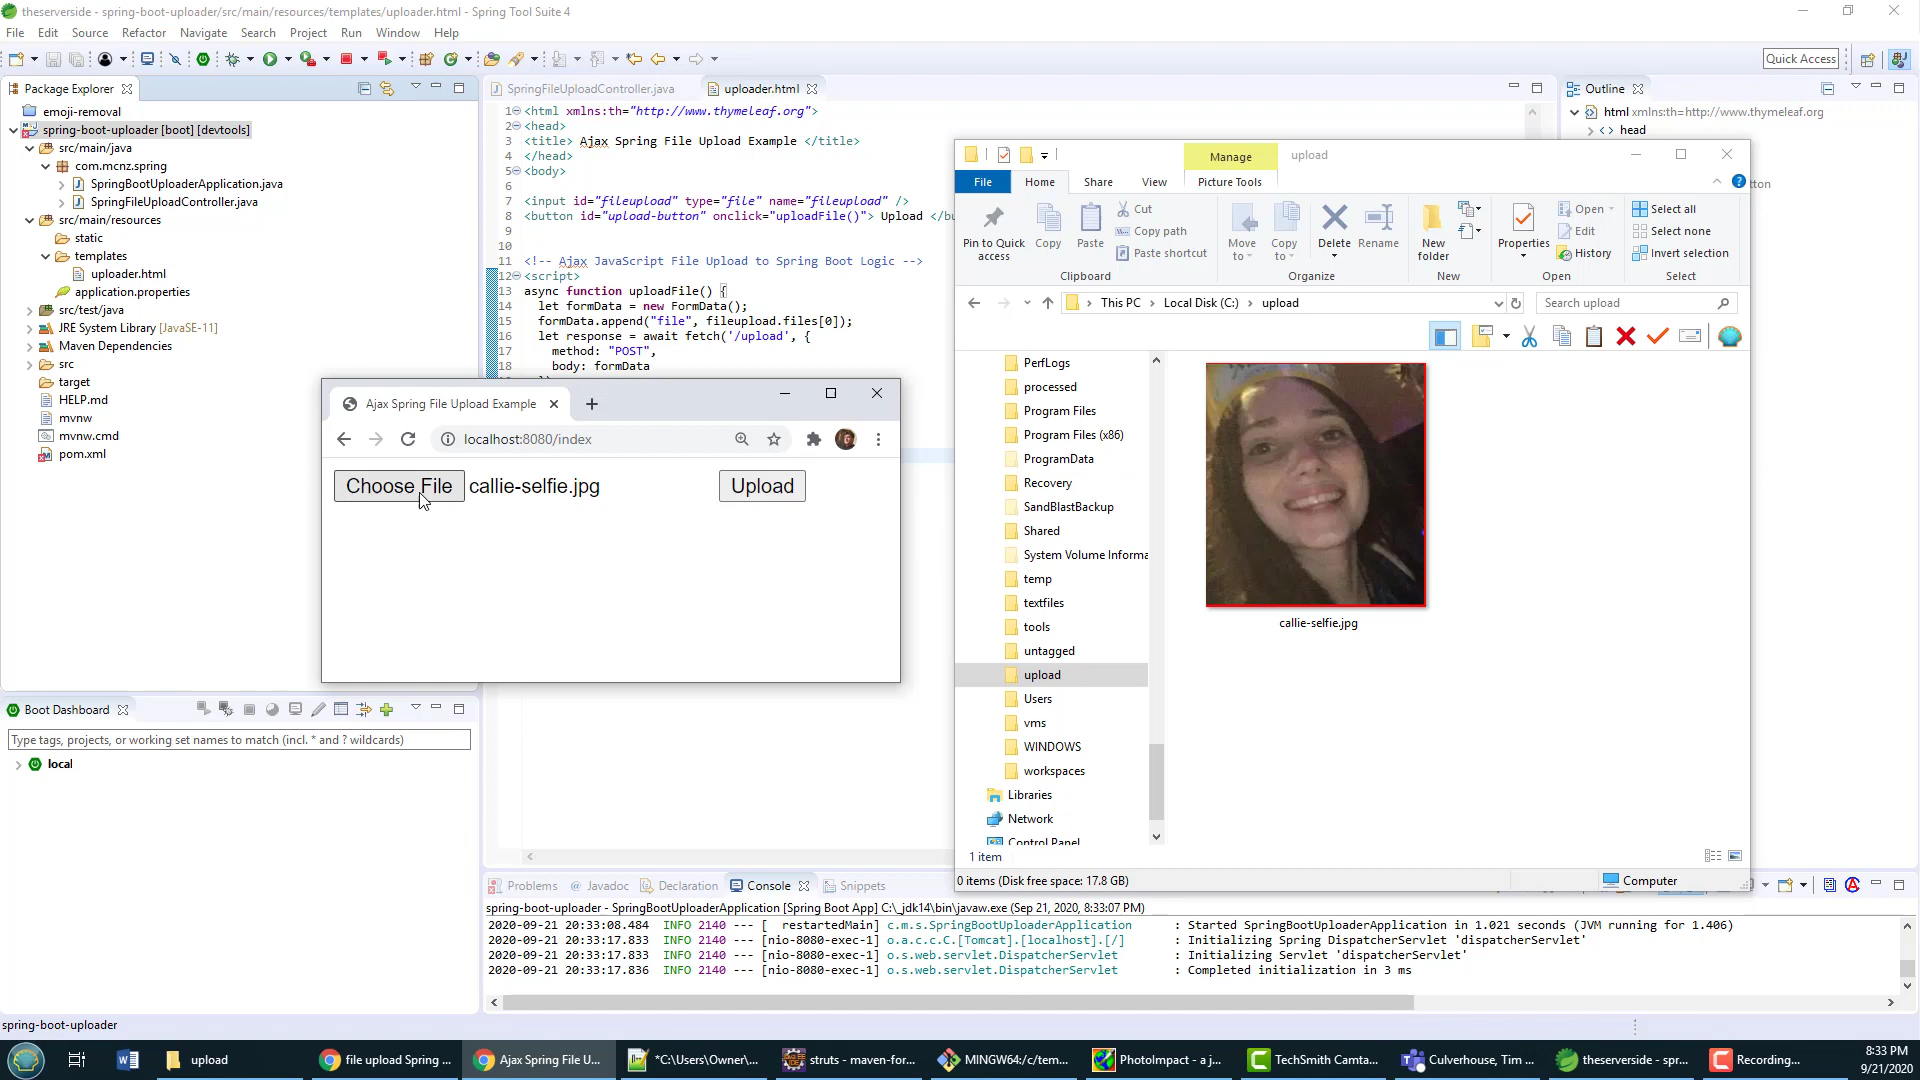 theserverside - spring-boot-uploader/src/main/resources/templates/uploader.html - Spring Tool Suite 4
File Edit Source Refactor Navigate Search Project Run Window Help
Quick Access
Package Explorer
emoji-removal
spring-boot-uploader [boot] [devtools]
src/main/java
com.mcnz.spring
SpringBootUploaderApplication.java
SpringFileUploadController.java
src/main/resources
static
templates
uploader.html
application.properties
src/test/java
JRE System Library [JavaSE-11]
Maven Dependencies
src
target
HELP.md
mvnw
mvnw.cmd
pom.xml
SpringFileUploadController.java
uploader.html
1 <html xmlns:th="http://www.thymeleaf.org">
2 <head>
3 <title> Ajax Spring File Upload Example </title>
4 </head>
5 <body>
6
7 <input id="fileupload" type="file" name="fileupload" />
8 <button id="upload-button" onclick="uploadFile()"> Upload </bu
9
10
11 <!-- Ajax JavaScript File Upload to Spring Boot Logic -->
12 <script>
13 async function uploadFile() {
14 let formData = new FormData();
15 formData.append("file", fileupload.files[0]);
16 let response = await fetch('/upload', {
17 method: "POST",
18 body: formData
Outline
html xmlns:th=http://www.thymeleaf.org
head
Manage upload
File Home Share View Picture Tools
Pin to Quick access
Copy
Paste
Cut
Copy path
Paste shortcut
Clipboard
Move to
Copy to
Delete
Rename
Organize
New folder
New
Properties
Open
Edit
History
Open
Select all
Select none
Invert selection
Select
This PC > Local Disk (C:) > upload
Search upload
PerfLogs
processed
Program Files
Program Files (x86)
ProgramData
Recovery
SandBlastBackup
Shared
System Volume Informa
temp
textfiles
tools
untagged
upload
Users
vms
WINDOWS
workspaces
Libraries
Network
Control Panel
callie-selfie.jpg
1 item
0 items (Disk free space: 17.8 GB)
Computer
Ajax Spring File Upload Example
localhost:8080/index
Choose File callie-selfie.jpg
Upload
Boot Dashboard
Type tags, projects, or working set names to match (incl. * and ? wildcards)
local
Problems @ Javadoc Declaration Console Snippets
spring-boot-uploader - SpringBootUploaderApplication [Spring Boot App] C:\_jdk14\bin\javaw.exe (Sep 21, 2020, 8:33:07 PM)
2020-09-21 20:33:08.484 INFO 2140 --- [ restartedMain] c.m.s.SpringBootUploaderApplication : Started SpringBootUploaderApplication in 1.021 seconds (JVM running for 1.406)
2020-09-21 20:33:17.833 INFO 2140 --- [nio-8080-exec-1] o.a.c.c.C.[Tomcat].[localhost].[/] : Initializing Spring DispatcherServlet 'dispatcherServlet'
2020-09-21 20:33:17.833 INFO 2140 --- [nio-8080-exec-1] o.s.web.servlet.DispatcherServlet : Initializing Servlet 'dispatcherServlet'
2020-09-21 20:33:17.836 INFO 2140 --- [nio-8080-exec-1] o.s.web.servlet.DispatcherServlet : Completed initialization in 3 ms
spring-boot-uploader
upload
file upload Spring ...
Ajax Spring File U...
*C:\Users\Owner\...
struts - maven-for...
MINGW64:/c/tem...
PhotoImpact - a j...
TechSmith Camta...
Culverhouse, Tim ...
theserverside - spr...
Recording...
8:33 PM
9/21/2020